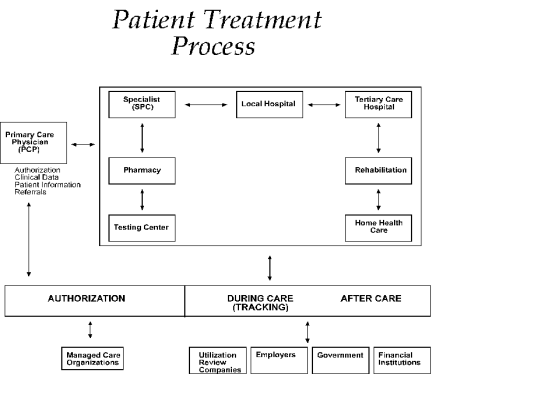 Patient Treatment
Process
Specialist
(SPC)
Local Hospital
Tertiary Care
Hospital
Primary Care
Physician
(PCP)
Authorization
Clinical Data
Patient Information
Referrals
Pharmacy
Rehabilitation
Testing Center
Home Health
Care
AUTHORIZATION
DURING CARE
(TRACKING)
AFTER CARE
Managed Care
Organizations
Utilization
Review
Companies
Employers
Government
Financial
Institutions